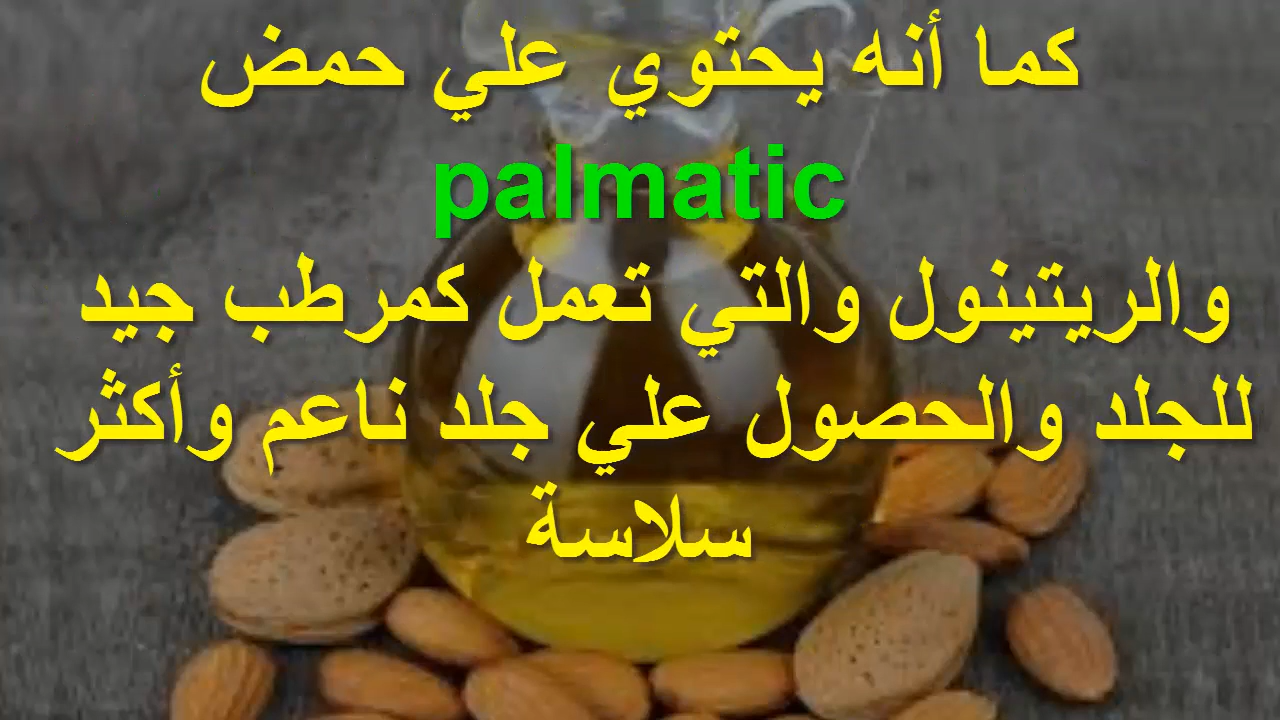 كما أنه يحتوي علي حمض
palmatic
والريتينول والتي تعمل كمرطب جيد
للجلد والحصول علي جلد ناعم وأكثر
سلاسة